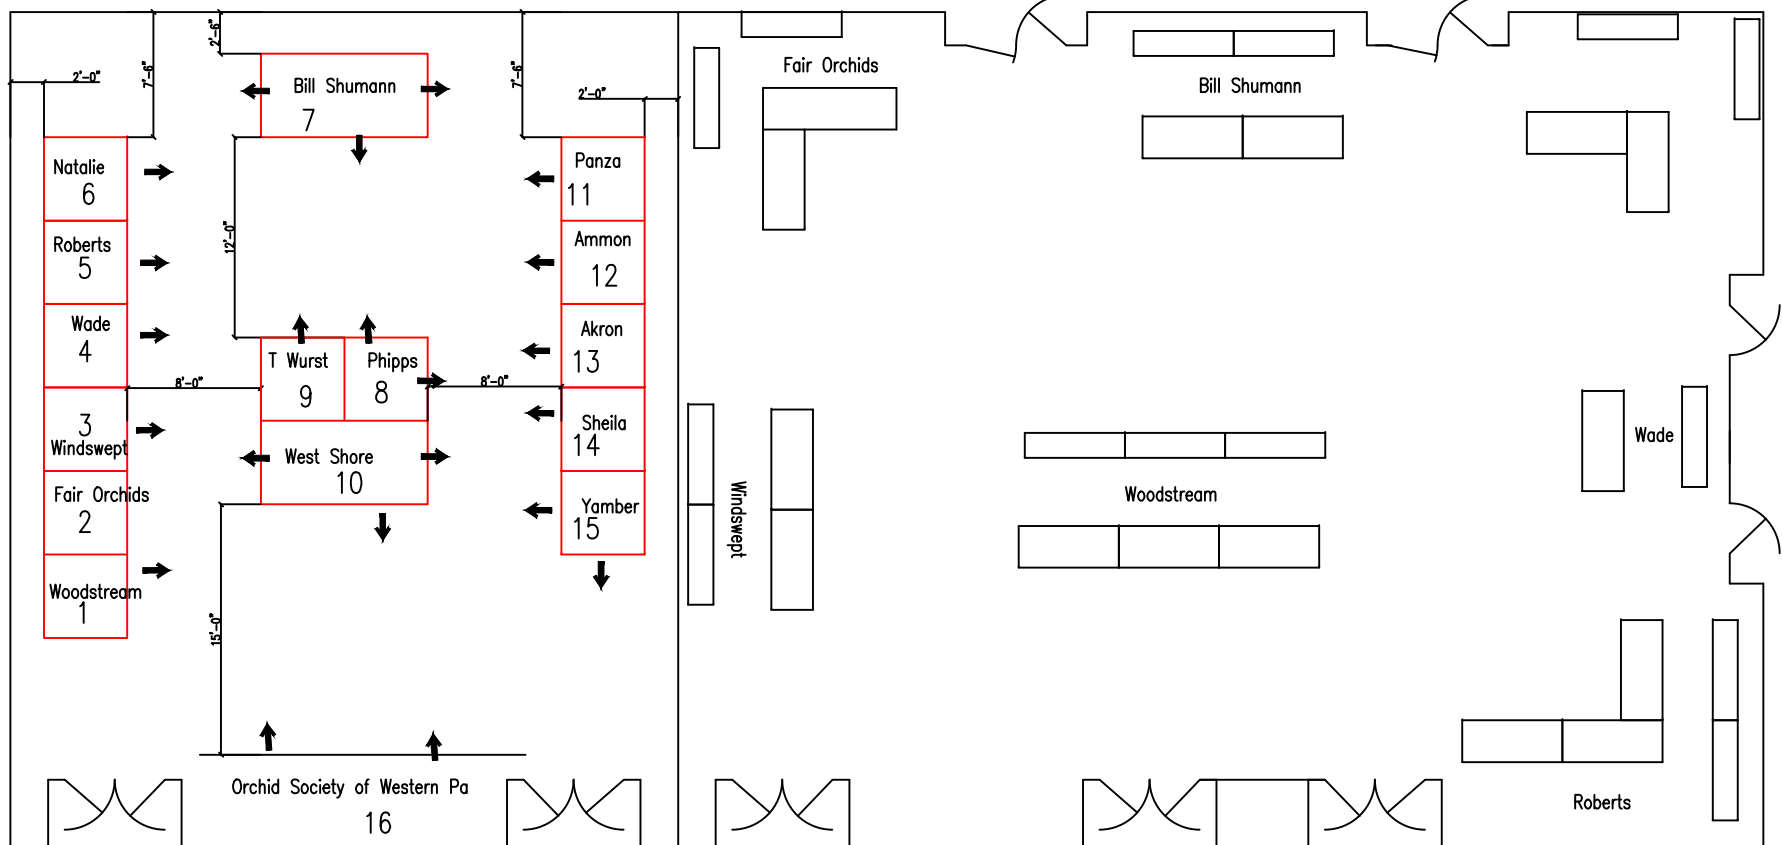 2'-6"
2'-0"
7'-6"
Bill Shumann
7
7'-6"
2'-0"
Natalie
6
Roberts
5
Wade
4
3
Windswept
Fair Orchids
2
Woodstream
1
12'-0"
8'-0"
T Wurst
9
Phipps
8
West Shore
10
8'-0"
15'-0"
Panza
11
Ammon
12
Akron
13
Sheila
14
Yamber
15
Orchid Society of Western Pa
16
Fair Orchids
Bill Shumann
Windswept
Woodstream
Wade
Roberts